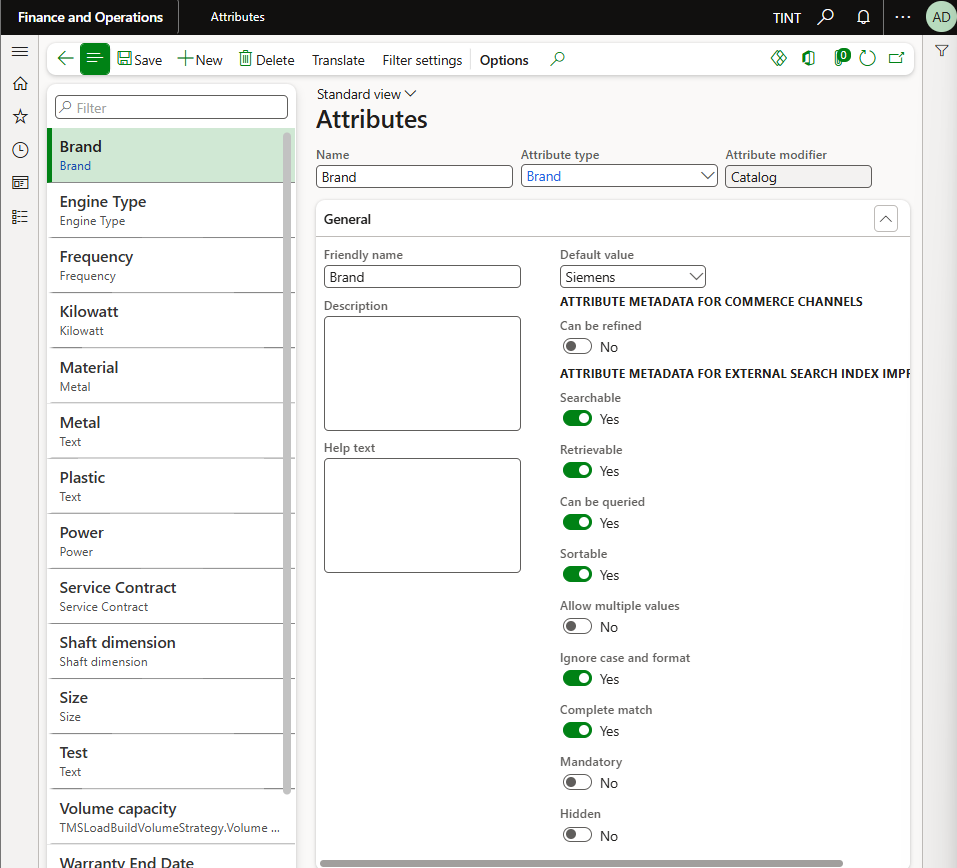 Finance and Operations
Attributes
TINT
AD
Save
New
Delete
Translate
Filter settings
Options
0
Filter
Brand
Brand
Engine Type
Engine Type
Frequency
Frequency
Kilowatt
Kilowatt
Material
Metal
Metal
Text
Plastic
Text
Power
Power
Service Contract
Service Contract
Shaft dimension
Shaft dimension
Size
Size
Test
Text
Volume capacity
TMSLoadBuildVolumeStrategy.Volume ...
Warranty End Date
Standard view
Attributes
Name
Attribute type
Attribute modifier
Brand
Brand
Catalog
General
Friendly name
Brand
Description
Help text
Default value
Siemens
ATTRIBUTE METADATA FOR COMMERCE CHANNELS
Can be refined
No
ATTRIBUTE METADATA FOR EXTERNAL SEARCH INDEX IMPR
Searchable
Yes
Retrievable
Yes
Can be queried
Yes
Sortable
Yes
Allow multiple values
No
Ignore case and format
Yes
Complete match
Yes
Mandatory
No
Hidden
No